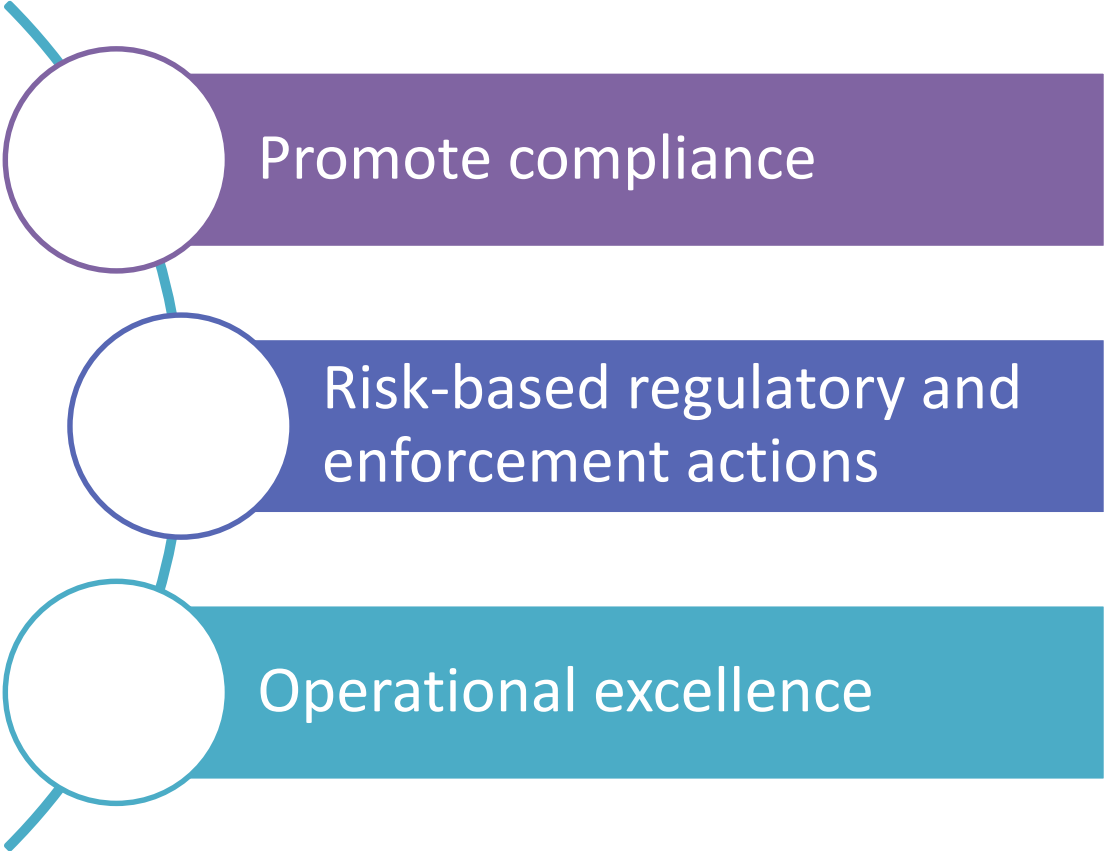 Promote compliance
Risk-based regulatory and
enforcement actions
Operational excellence